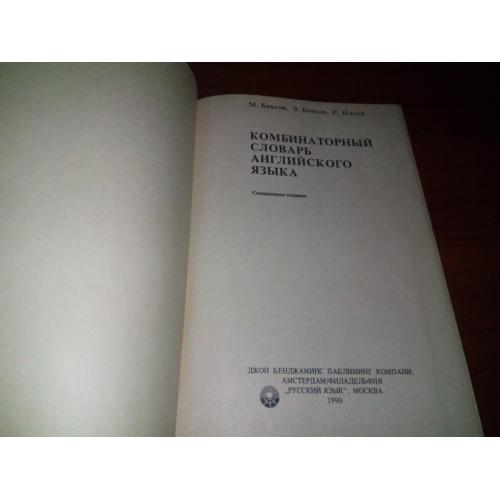 М. Бенсон, Э. Бенсон, Р. Илсон
КОМБИНАТОРНЫЙ
СЛОВАРЬ
АНГЛИЙСКОГО
ЯЗЫКА
Специальное издание
ДЖОН БЕНДЖАМИНС ПАБЛИШИНГ КОМПАНИ,
АМСТЕРДАМ/ФИЛАДЕЛЬФИЯ
„РУССКИЙ ЯЗЫК", МОСКВА
1990